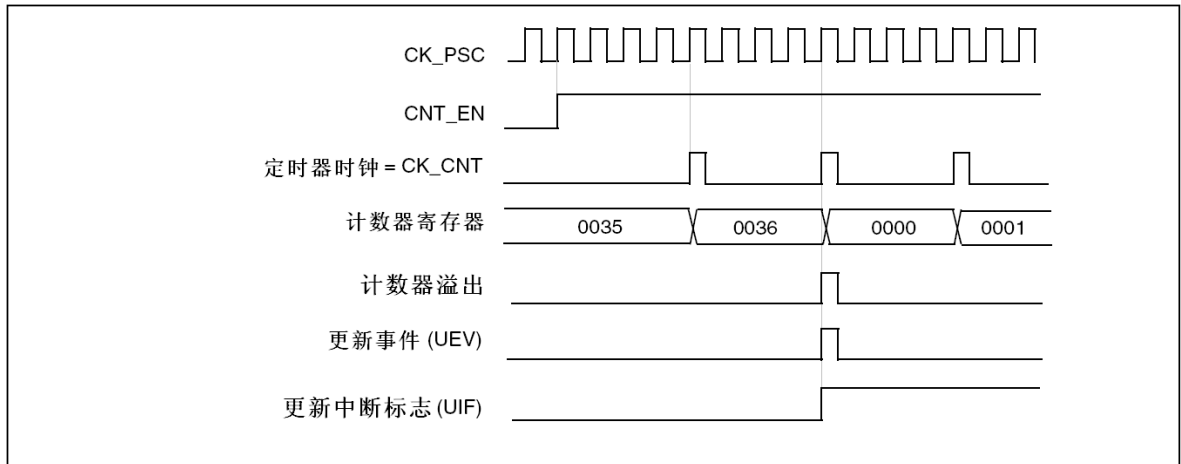 CK_PSC
CNT_EN
定时器时钟 = CK_CNT
计数器寄存器 0035 0036 0000 0001
计数器溢出
更新事件 (UEV)
更新中断标志 (UIF)